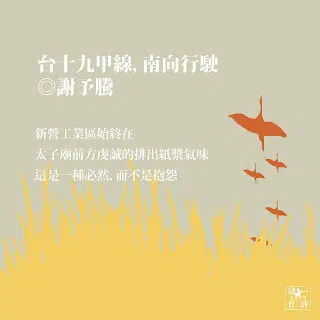 台十九甲線, 南向行駛
◎謝予騰
新營工業區始終在
太子廟前方虔誠的排出紙漿氣味
這是一種必然, 而不是抱怨